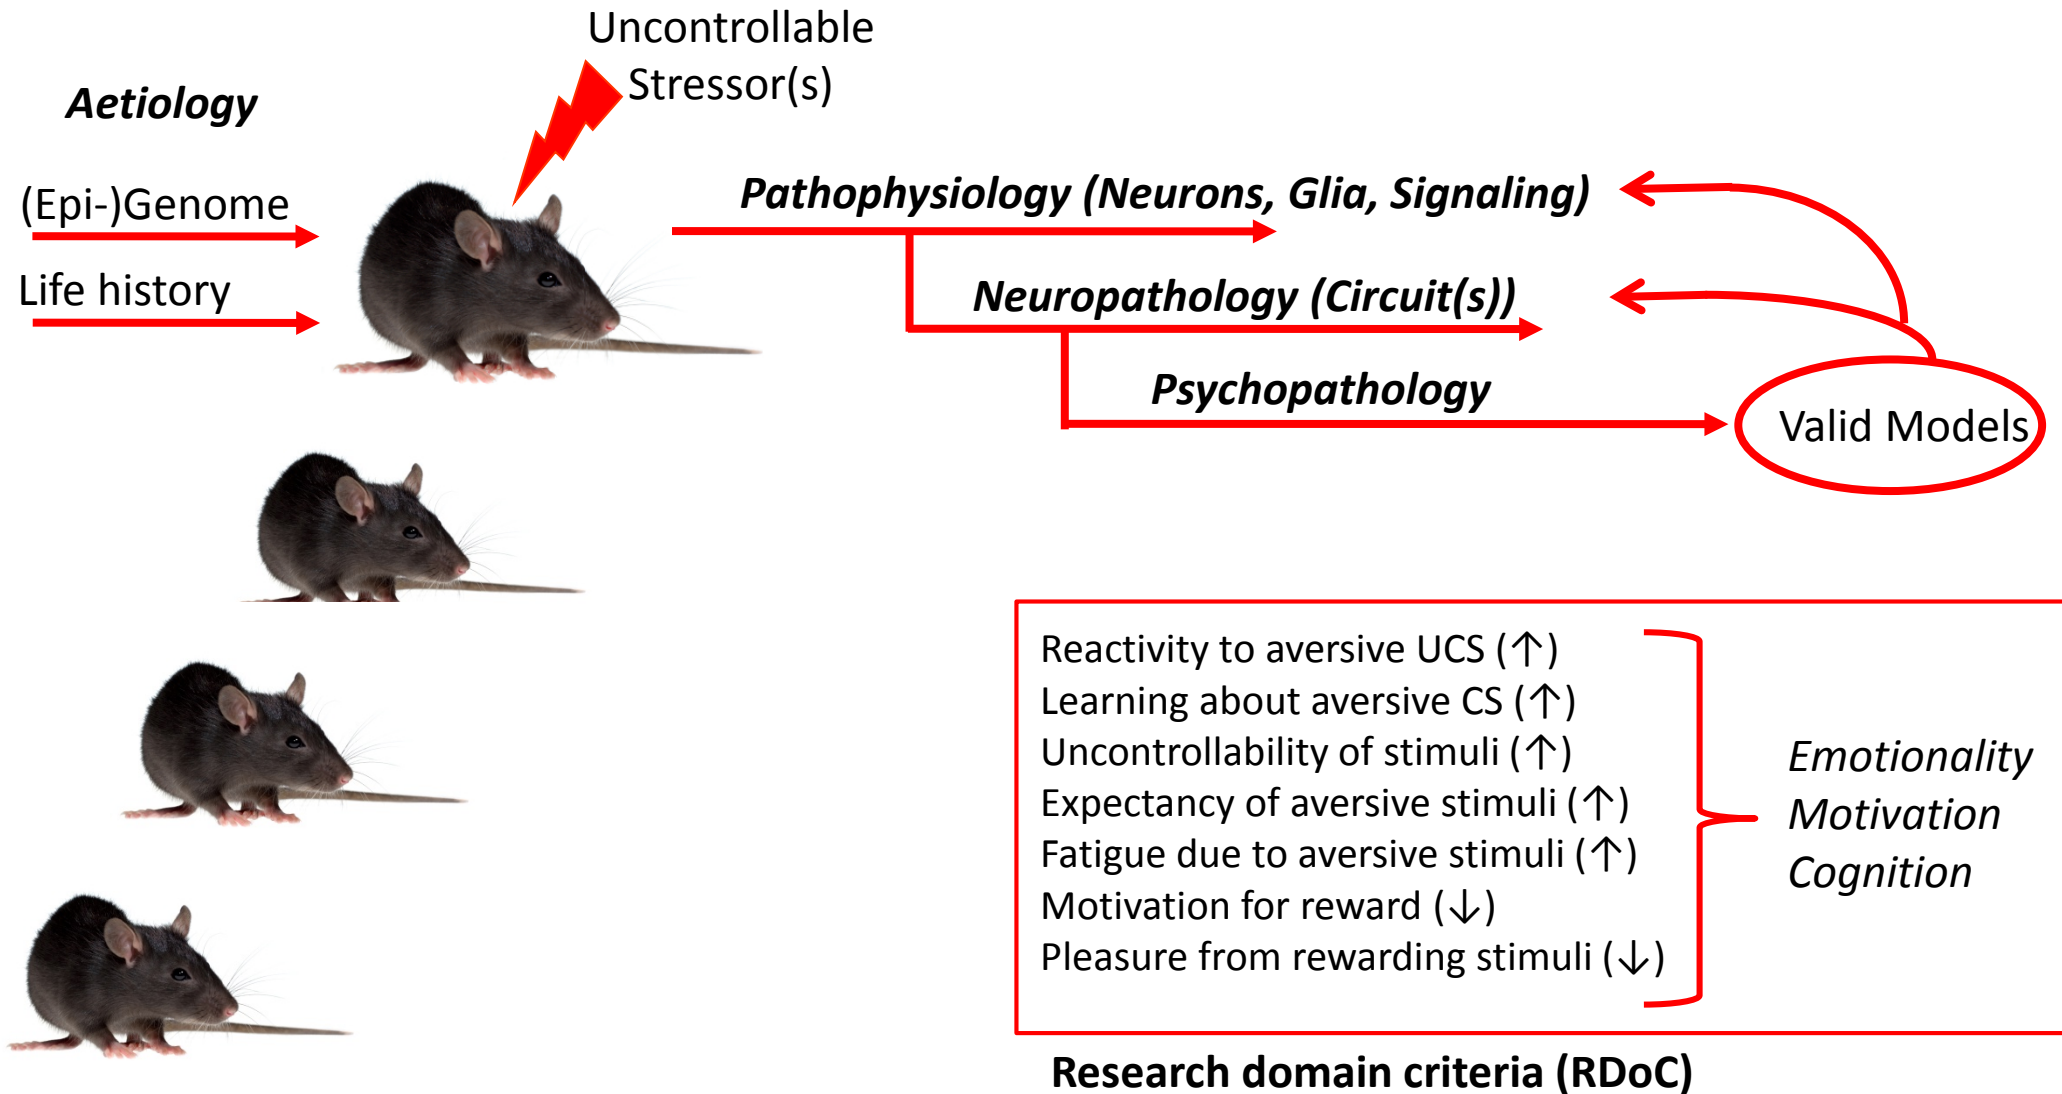 Uncontrollable
Stressor(s)
Aetiology
(Epi-)Genome
Life history
Pathophysiology (Neurons, Glia, Signaling)
Neuropathology (Circuit(s))
Psychopathology
Valid Models
Reactivity to aversive UCS (↑)
Learning about aversive CS (↑)
Uncontrollability of stimuli (↑)
Expectancy of aversive stimuli (↑)
Fatigue due to aversive stimuli (↑)
Motivation for reward (↓)
Pleasure from rewarding stimuli (↓)
Emotionality
Motivation
Cognition
Research domain criteria (RDoC)